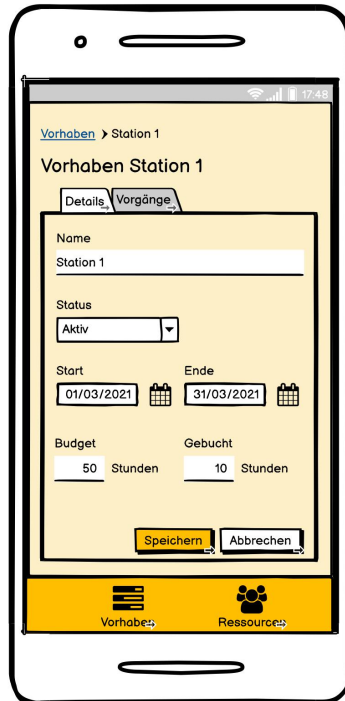 17:48
Vorhaben > Station 1
Vorhaben Station 1
Details Vorgänge
Name
Station 1
Status
Aktiv
Start Ende
01/03/2021 31/03/2021
Budget Gebucht
50 Stunden 10 Stunden
Speichern Abbrechen
Vorhaben Ressourcen